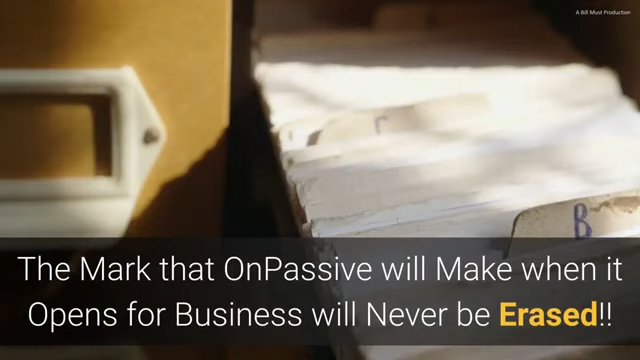 A Bill Must Production
B
The Mark that OnPassive will Make when it
Opens for Business will Never be Erased!!